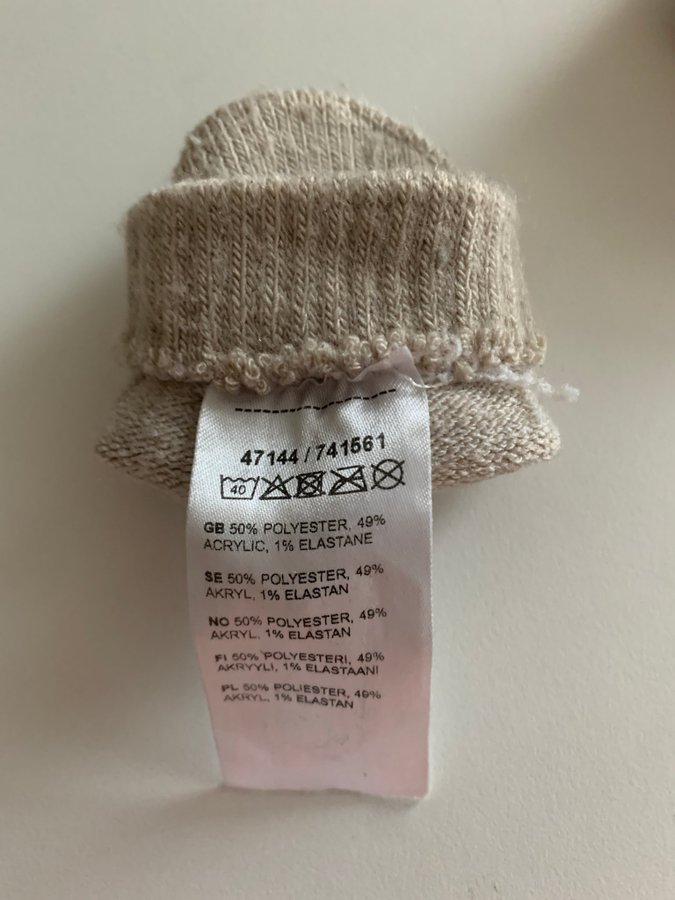 47144 / 741561
40
GB 50% POLYESTER, 49%
ACRYLIC, 1% ELASTANE
SE 50% POLYESTER, 49%
AKRYL, 1% ELASTAN
NO 50% POLYESTER, 49%
AKRYL, 1% ELASTAN
FI 50% POLYESTERI, 49%
AKRYYLI, 1% ELASTAANI
PL 50% POLIESTER, 49%
AKRYL, 1% ELASTAN